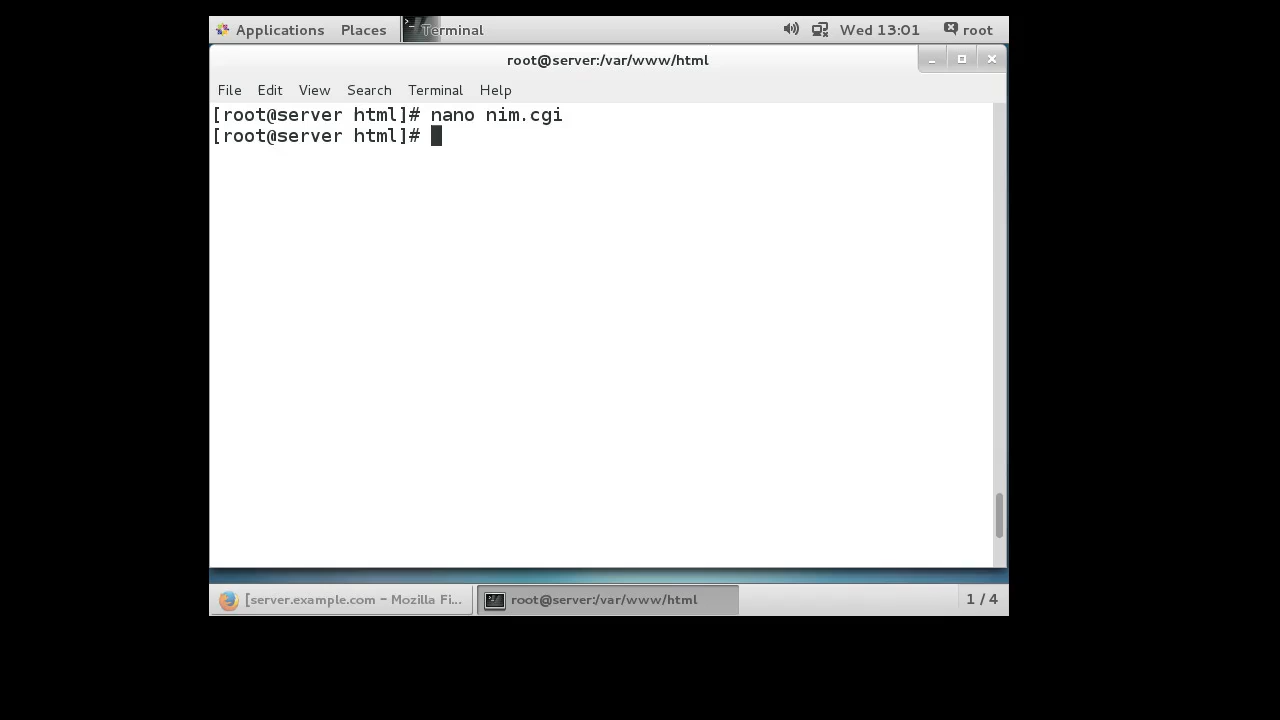 Applications Places Terminal Wed 13:01 root
root@server:/var/www/html
File Edit View Search Terminal Help
[root@server html]# nano nim.cgi
[root@server html]#
[server.example.com - Mozilla Fi... root@server:/var/www/html 1 / 4